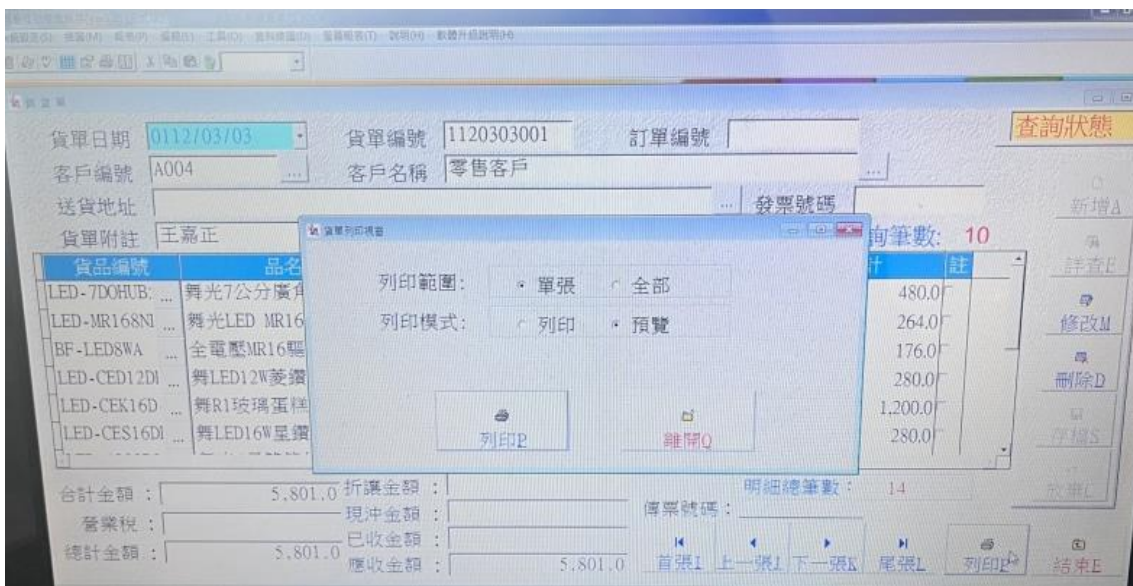 工具(O)
說明(H) 軟體升級說明(H)
貨單日期 0112/03/03 貨單編號 1120303001 訂單編號 查詢狀態
客戶編號 A004 ... 客戶名稱 零售客戶 ...
送貨地址 ... 發票號碼 新增A
貨單附註 王嘉正 貨單列印視窗 詢筆數: 10
貨品編號 品名 計 註 詳查E
列印範圍: 單張 全部
LED-7DOHUB: ... 舞光7公分廣角 480.0
列印模式: 列印 預覽
LED-MR168NI ... 舞光LED MR16 264.0 修改M
BF-LED8WA ... 全電壓MR16驅 176.0
LED-CED12DI ... 舞LED12W菱鑽 280.0 刪除D
LED-CEK16D ... 舞R1玻璃蛋糕 1,200.0
列印P 離開Q
LED-CES16DI ... 舞LED16W星鑽 280.0 存檔S
合計金額 : 5,801.0 折讓金額 : 明細總筆數: 14 放棄C
營業稅 : 現沖金額 : 傳票號碼:
總計金額 : 5,801.0 已收金額 :
應收金額 : 5,801.0 首張I 上一張J 下一張K 尾張L 列印P 結束E